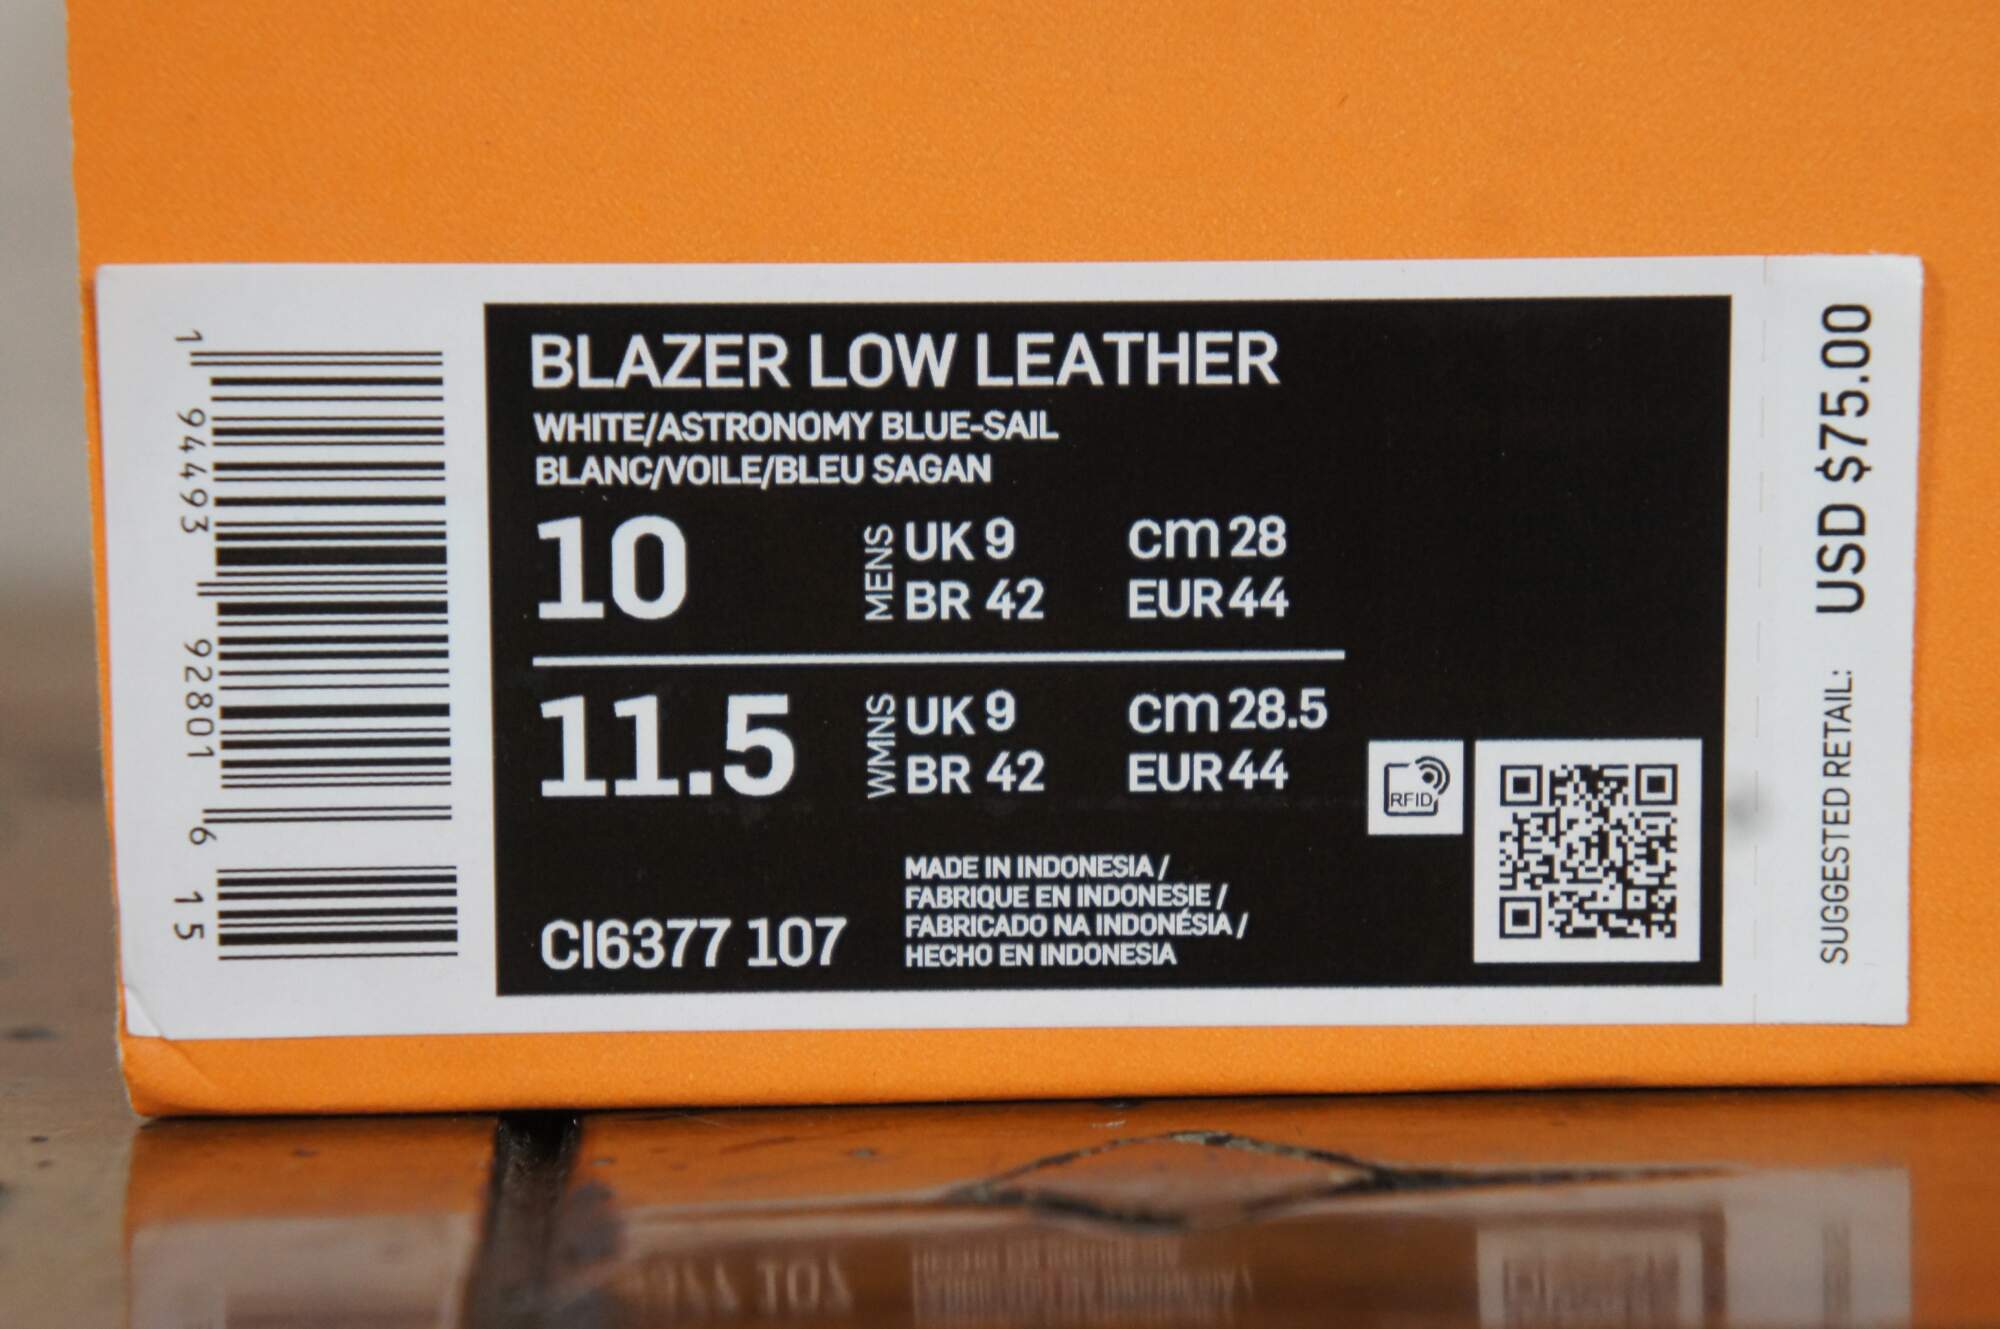 1 94493 92801 6 15
BLAZER LOW LEATHER
WHITE/ASTRONOMY BLUE-SAIL
BLANC/VOILE/BLEU SAGAN
10 MENS UK 9 cm 28
BR 42 EUR 44
11.5 WMNS UK 9 cm 28.5
BR 42 EUR 44
RFID
MADE IN INDONESIA /
FABRIQUE EN INDONESIE /
FABRICADO NA INDONÉSIA /
HECHO EN INDONESIA
CI6377 107
SUGGESTED RETAIL: USD $75.00